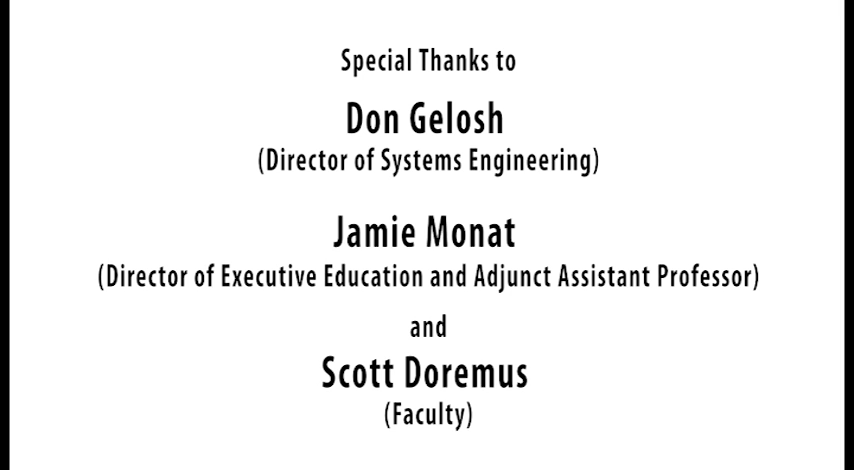 Special Thanks to
Don Gelosh
(Director of Systems Engineering)
Jamie Monat
(Director of Executive Education and Adjunct Assistant Professor)
and
Scott Doremus
(Faculty)